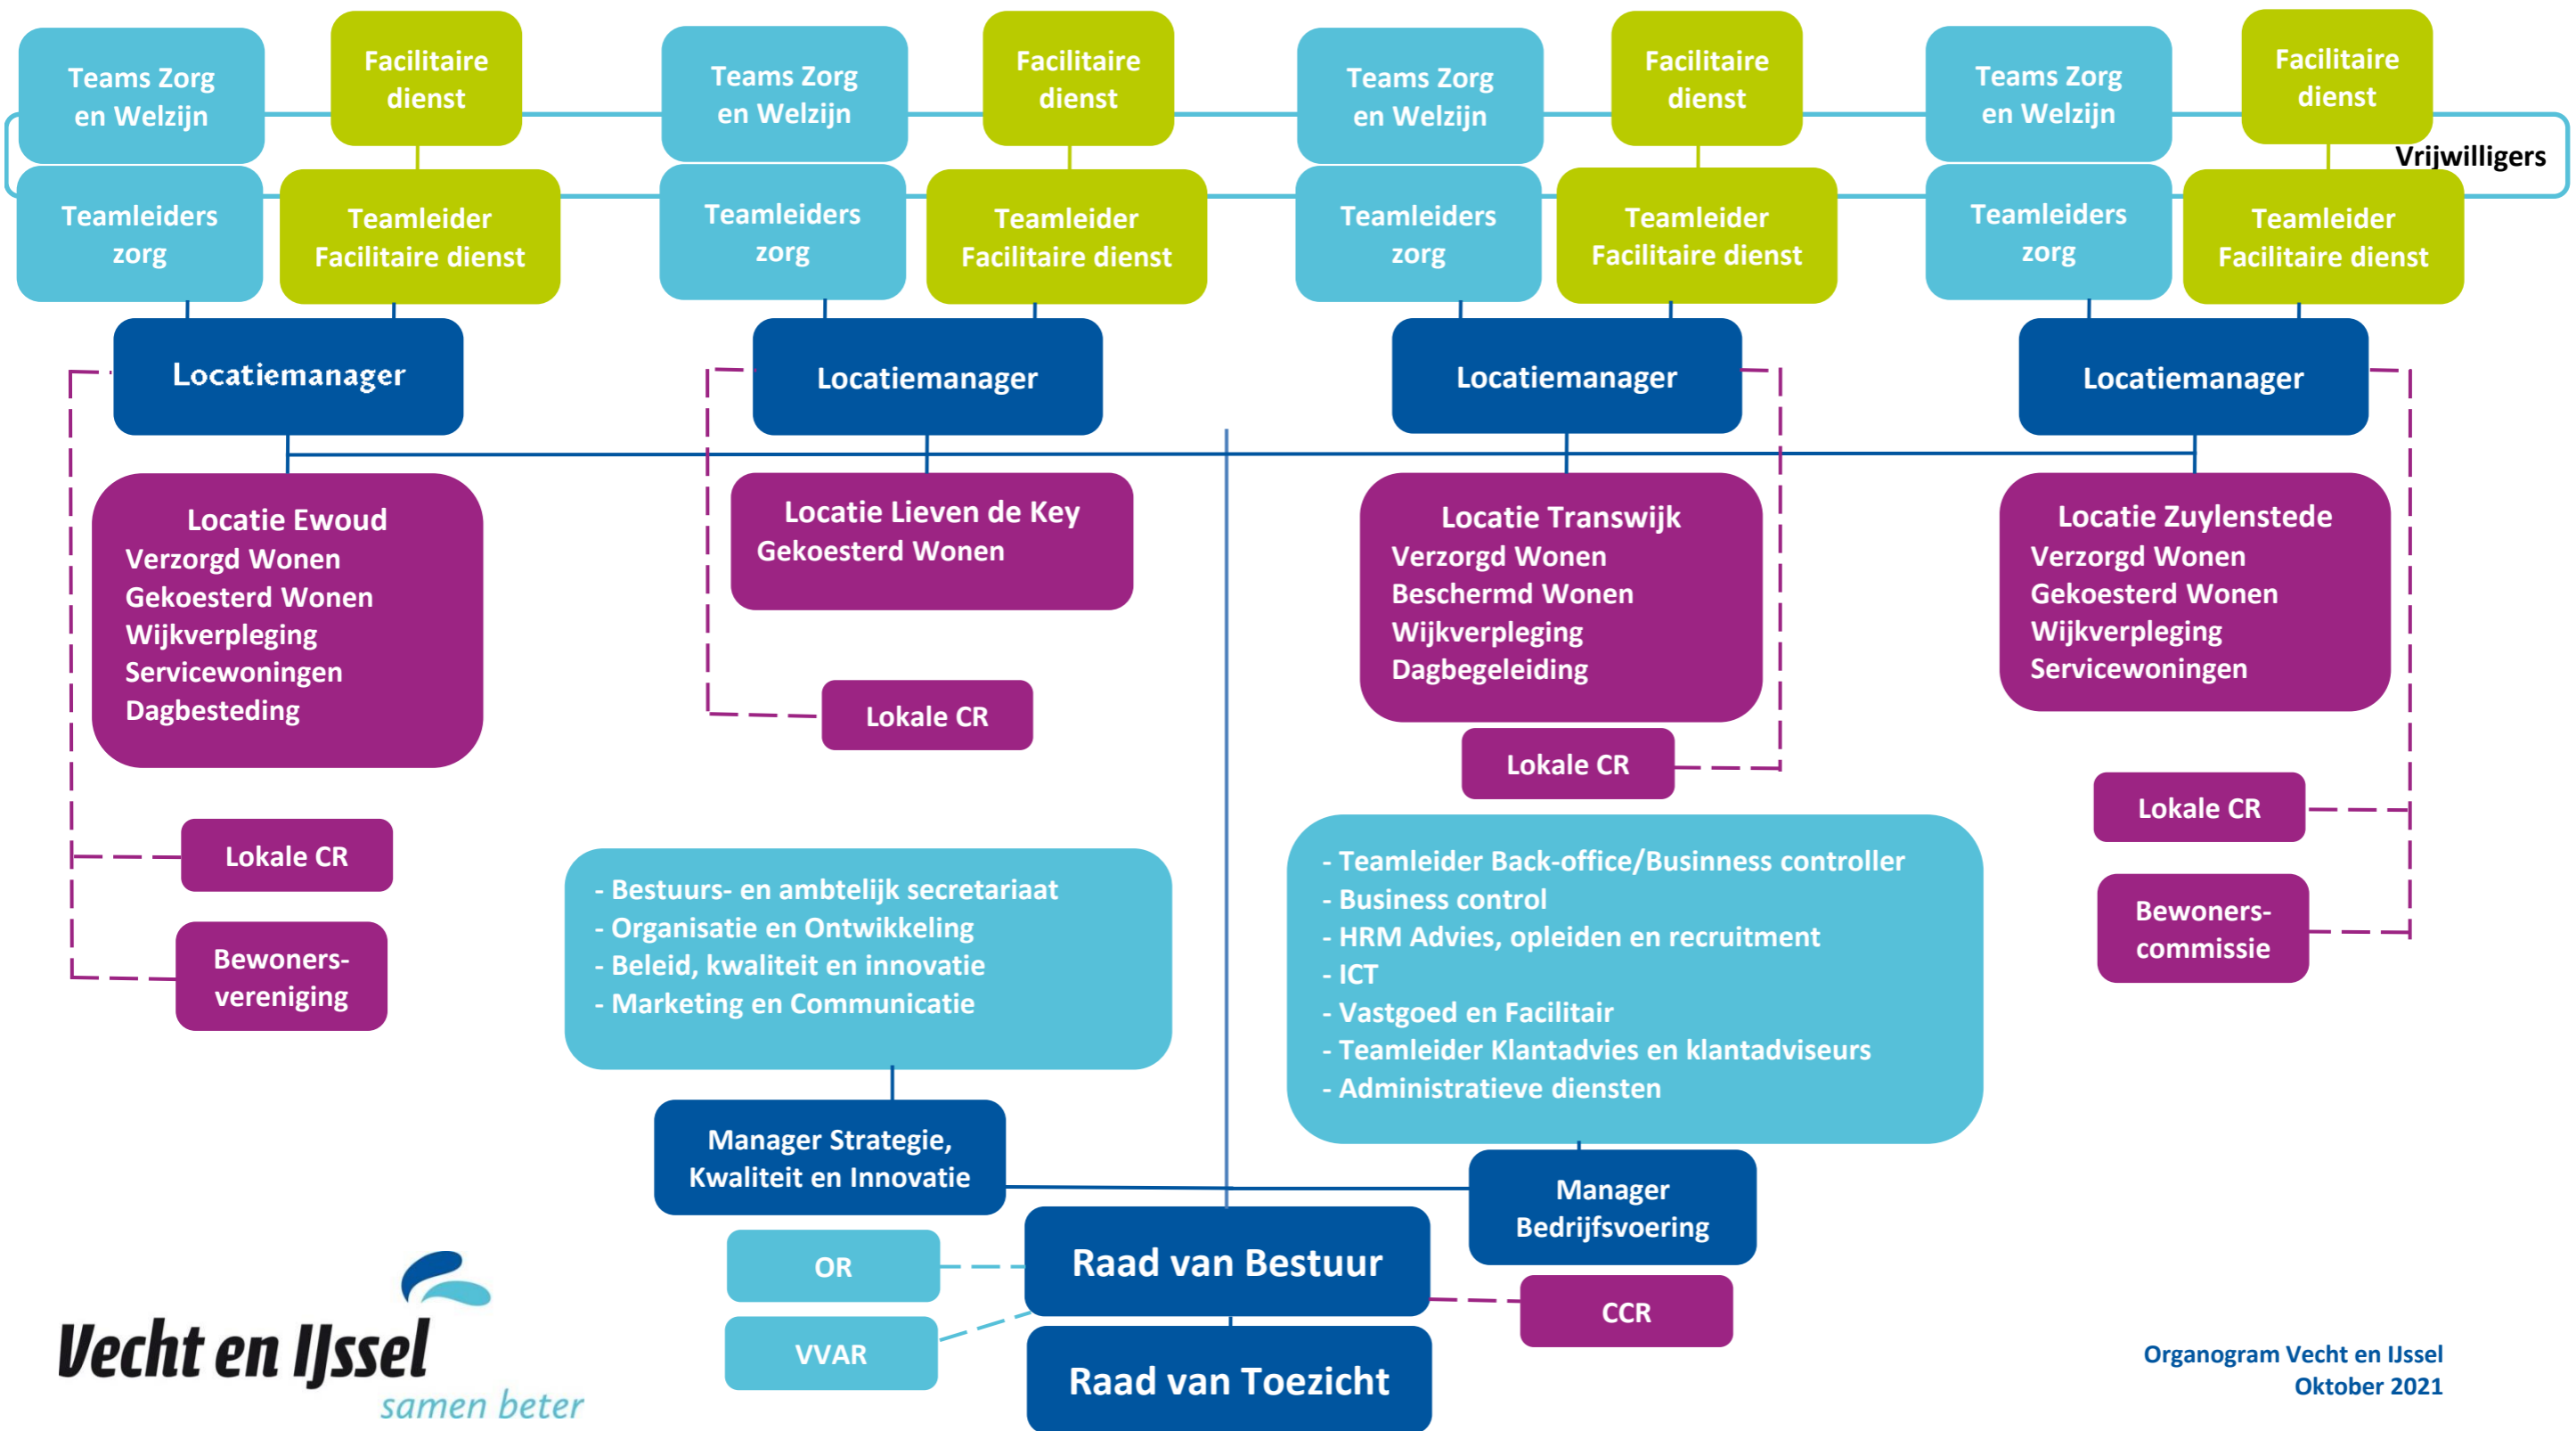 Teams Zorg
en Welzijn
Facilitaire
dienst
Teams Zorg
en Welzijn
Facilitaire
dienst
Teams Zorg
en Welzijn
Facilitaire
dienst
Teams Zorg
en Welzijn
Facilitaire
dienst
Vrijwilligers
Teamleiders
zorg
Teamleider
Facilitaire dienst
Teamleiders
zorg
Teamleider
Facilitaire dienst
Teamleiders
zorg
Teamleider
Facilitaire dienst
Teamleiders
zorg
Teamleider
Facilitaire dienst
Locatiemanager
Locatiemanager
Locatiemanager
Locatiemanager
Locatie Ewoud
Verzorgd Wonen
Gekoesterd Wonen
Wijkverpleging
Servicewoningen
Dagbesteding
Locatie Lieven de Key
Gekoesterd Wonen
Locatie Transwijk
Verzorgd Wonen
Beschermd Wonen
Wijkverpleging
Dagbegeleiding
Locatie Zuylenstede
Verzorgd Wonen
Gekoesterd Wonen
Wijkverpleging
Servicewoningen
Lokale CR
Lokale CR
Lokale CR
Lokale CR
Bewoners-
vereniging
Bewoners-
commissie
- Bestuurs- en ambtelijk secretariaat
- Organisatie en Ontwikkeling
- Beleid, kwaliteit en innovatie
- Marketing en Communicatie
- Teamleider Back-office/Businness controller
- Business control
- HRM Advies, opleiden en recruitment
- ICT
- Vastgoed en Facilitair
- Teamleider Klantadvies en klantadviseurs
- Administratieve diensten
Manager Strategie,
Kwaliteit en Innovatie
Manager
Bedrijfsvoering
OR
Raad van Bestuur
CCR
VVAR
Raad van Toezicht
Vecht en IJssel
samen beter
Organogram Vecht en IJssel
Oktober 2021